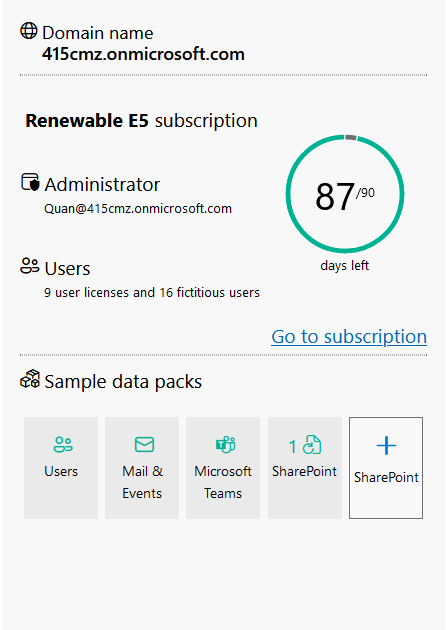 Domain name
415cmz.onmicrosoft.com
Renewable E5 subscription
87/90
days left
Administrator
Quan@415cmz.onmicrosoft.com
Users
9 user licenses and 16 fictitious users
Go to subscription
Sample data packs
Users
Mail &
Events
Microsoft
Teams
1
SharePoint
SharePoint